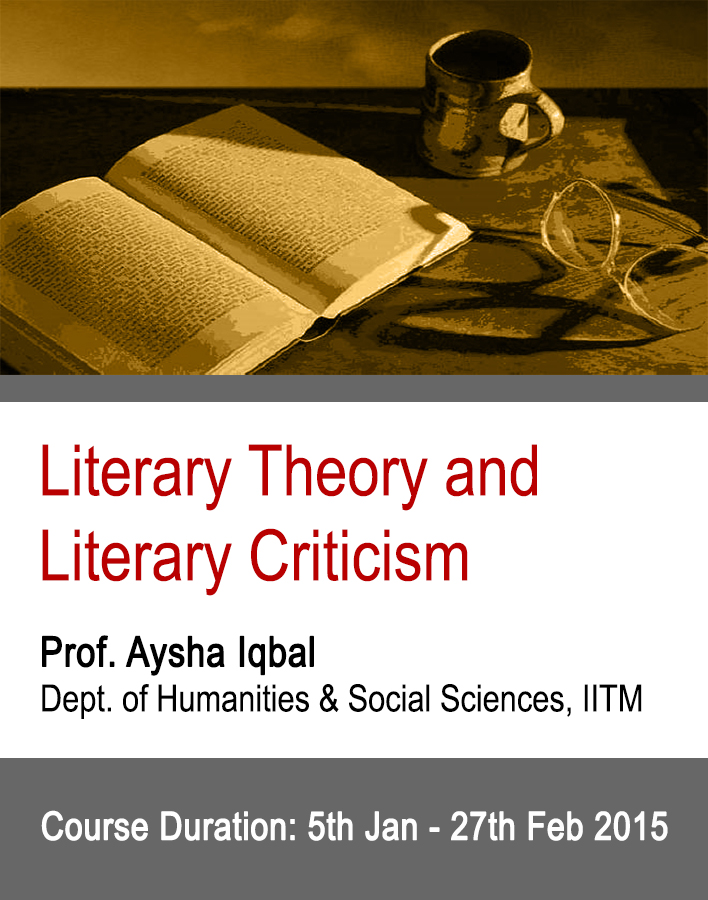 Literary Theory and
Literary Criticism
Prof. Aysha Iqbal
Dept. of Humanities & Social Sciences, IITM
Course Duration: 5th Jan - 27th Feb 2015